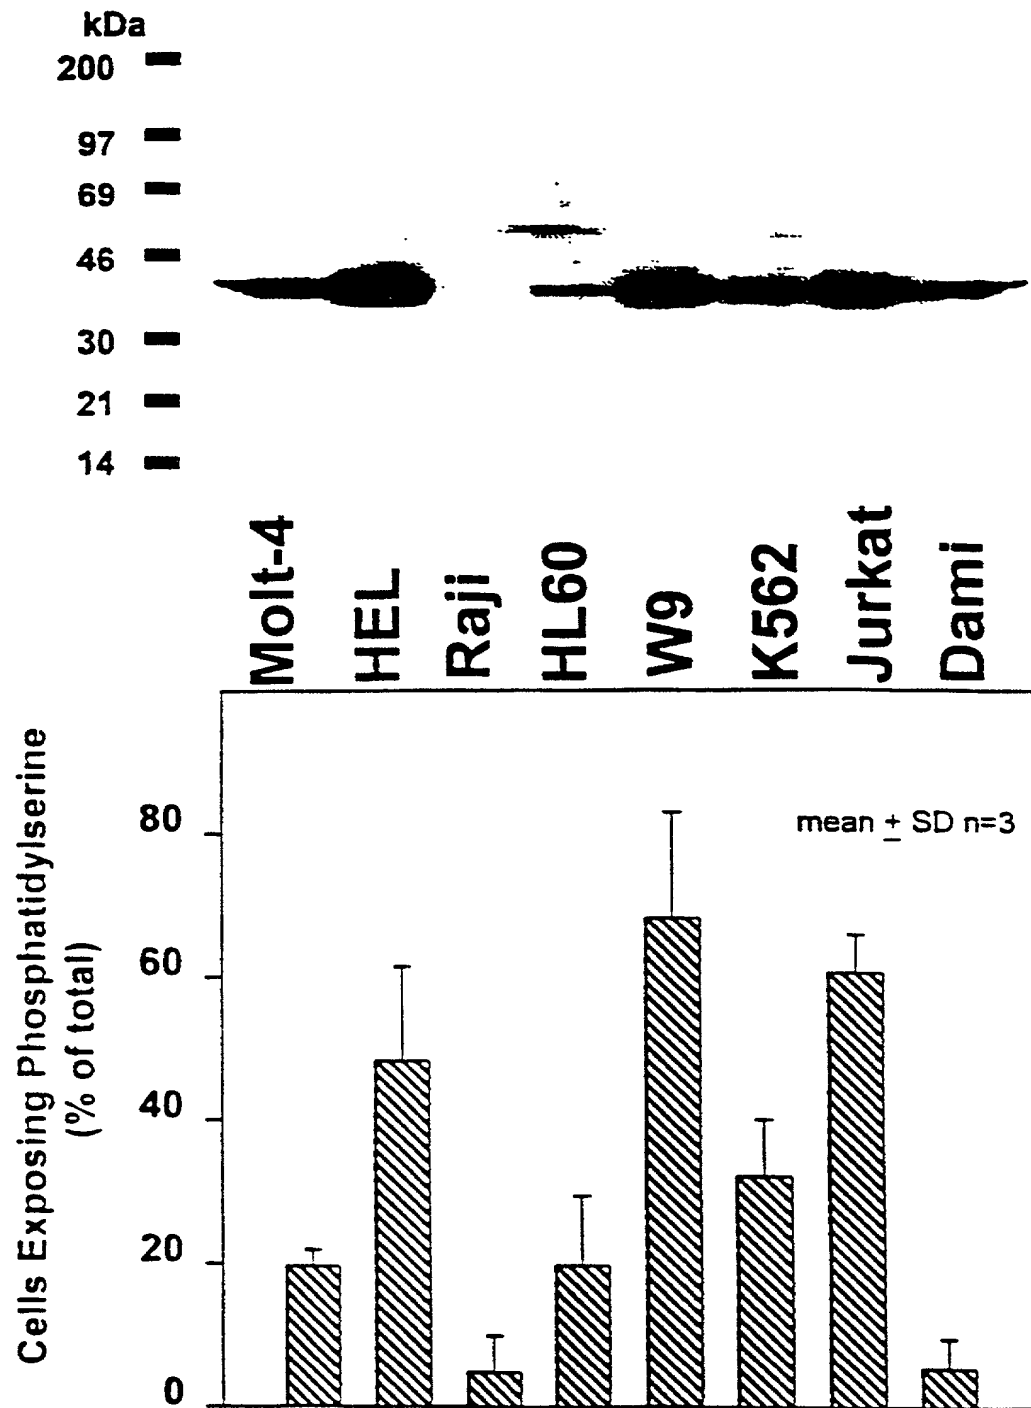 kDa
200
97
69
46
30
21
14
Molt-4
HEL
Raji
HL60
W9
K562
Jurkat
Dami
Cells Exposing Phosphatidylserine
(% of total)
80
60
40
20
0
mean ± SD n=3